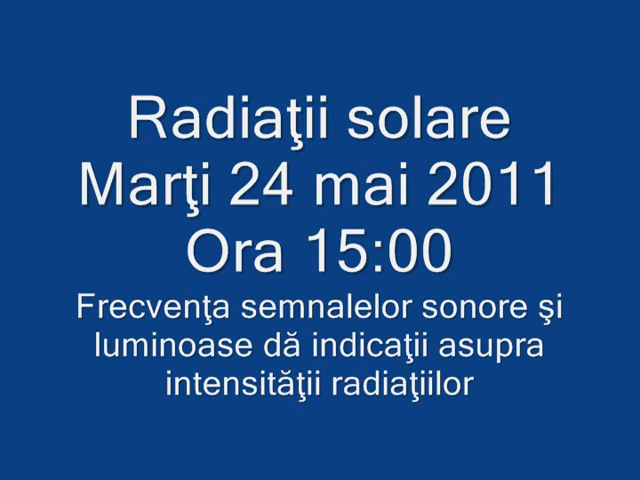 Radiaţii solare
Marţi 24 mai 2011
Ora 15:00
Frecvenţa semnalelor sonore şi
luminoase dă indicaţii asupra
intensităţii radiaţiilor